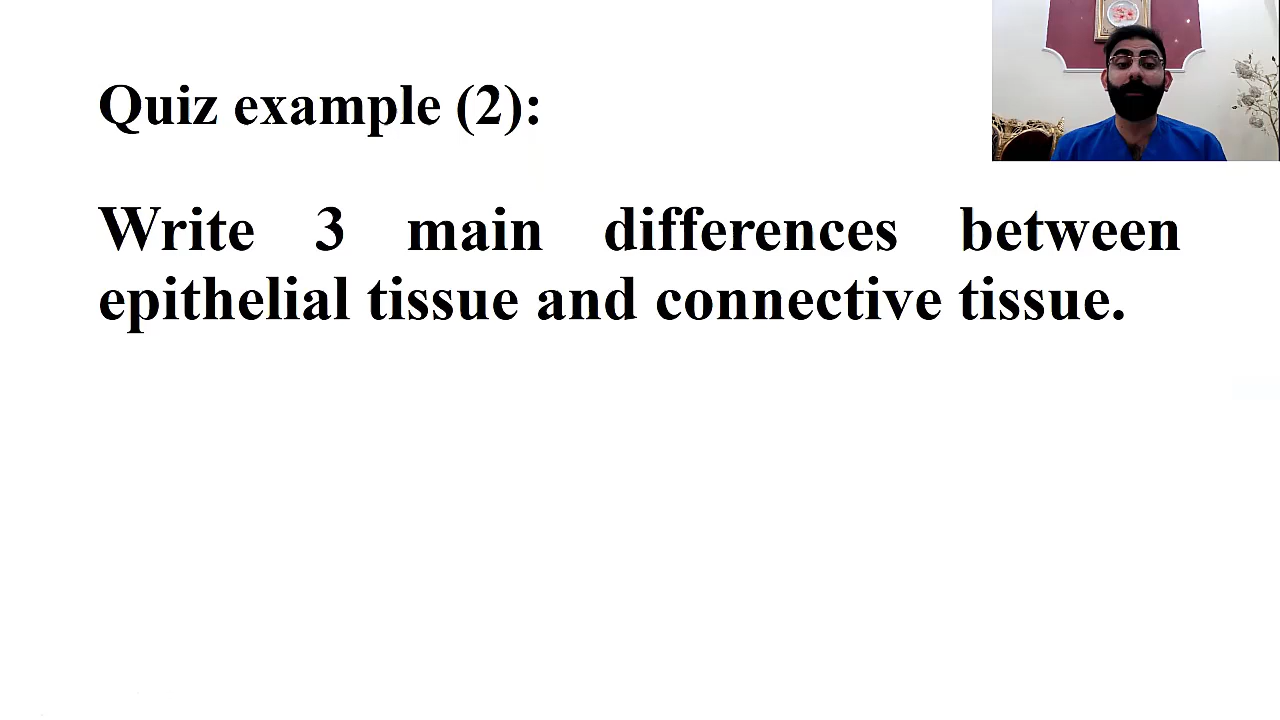 Quiz example (2):
Write 3 main differences between
epithelial tissue and connective tissue.